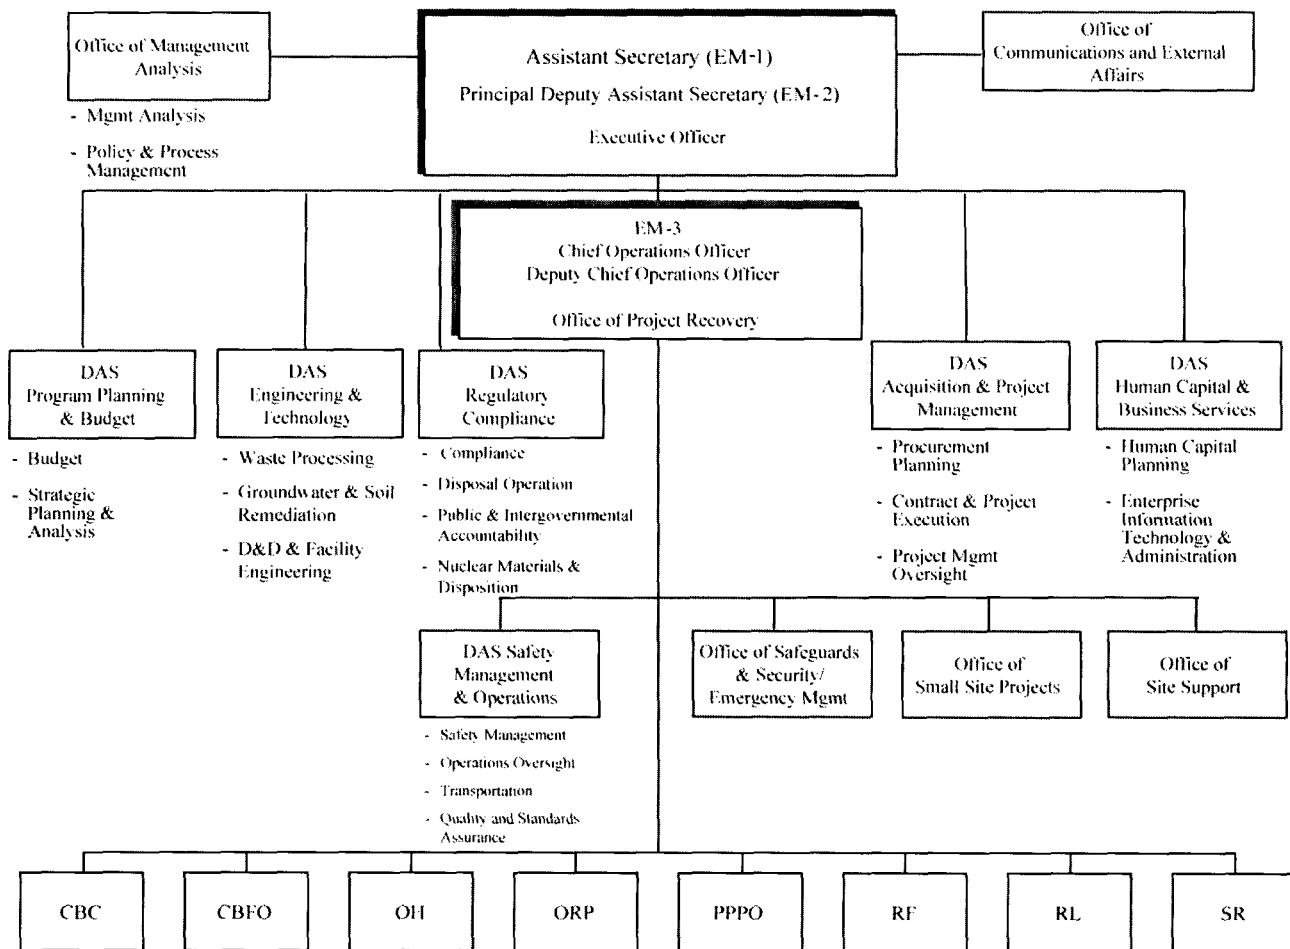 Office of Management
Analysis
- Mgmt Analysis
- Policy & Process
Management
Assistant Secretary (EM-1)
Principal Deputy Assistant Secretary (EM-2)
Executive Officer
Office of
Communications and External
Affairs
EM-3
Chief Operations Officer
Deputy Chief Operations Officer
Office of Project Recovery
DAS
Program Planning
& Budget
- Budget
- Strategic
Planning &
Analysis
DAS
Engineering &
Technology
- Waste Processing
- Groundwater & Soil
Remediation
- D&D & Facility
Engineering
DAS
Regulatory
Compliance
- Compliance
- Disposal Operation
- Public & Intergovernmental
Accountability
- Nuclear Materials &
Disposition
DAS
Acquisition & Project
Management
- Procurement
Planning
- Contract & Project
Execution
- Project Mgmt
Oversight
DAS
Human Capital &
Business Services
- Human Capital
Planning
- Enterprise
Information
Technology &
Administration
DAS Safety
Management
& Operations
- Safety Management
- Operations Oversight
- Transportation
- Quality and Standards
Assurance
Office of Safeguards
& Security/
Emergency Mgmt
Office of
Small Site Projects
Office of
Site Support
CBC
CBFO
OH
ORP
PPPO
RF
RL
SR